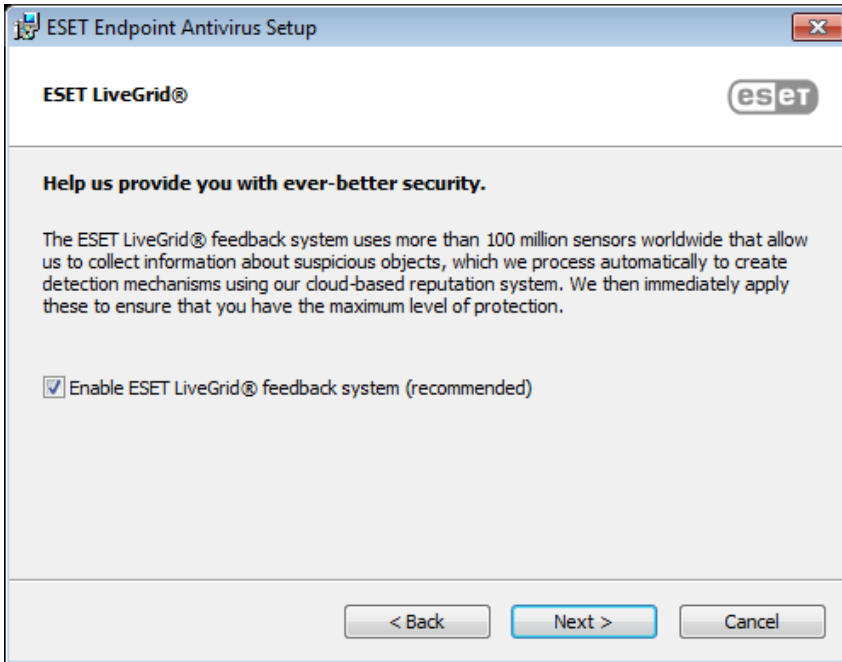 ESET Endpoint Antivirus Setup
ESET LiveGrid®
eseT
Help us provide you with ever-better security.
The ESET LiveGrid® feedback system uses more than 100 million sensors worldwide that allow
us to collect information about suspicious objects, which we process automatically to create
detection mechanisms using our cloud-based reputation system. We then immediately apply
these to ensure that you have the maximum level of protection.
Enable ESET LiveGrid® feedback system (recommended)
< Back
Next >
Cancel